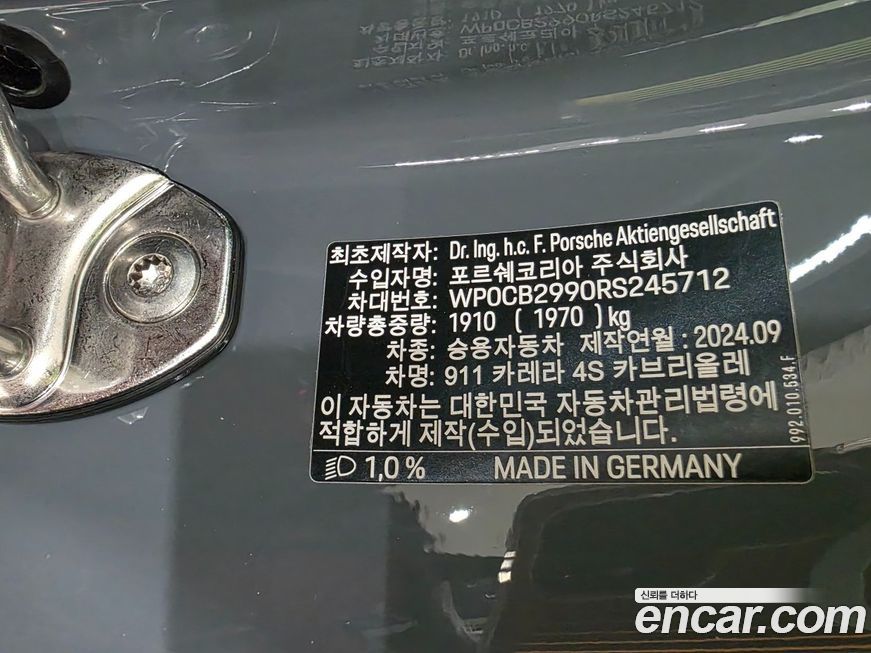 최초제작자: Dr. Ing. h.c. F. Porsche Aktiengesellschaft
수입자명: 포르쉐코리아 주식회사
차대번호: WP0CB2990RS245712
차량총중량: 1910 ( 1970 )kg
차종: 승용자동차 제작연월 : 2024.09
차명: 911 카레라 4S 카브리올레
이 자동차는 대한민국 자동차관리법령에
적합하게 제작(수입)되었습니다.
1,0 % MADE IN GERMANY
992.010.534.F
신뢰를 더하다
encar.com